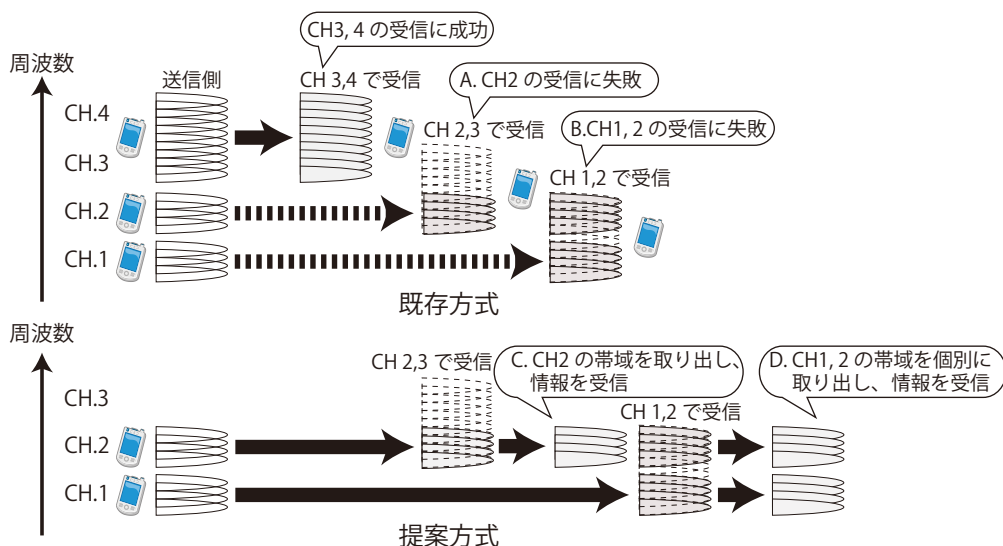 周波数
送信側
CH3, 4 の受信に成功
CH 3,4 で受信
A. CH2 の受信に失敗
CH 2,3 で受信
B.CH1, 2 の受信に失敗
CH 1,2 で受信
CH.4
CH.3
CH.2
CH.1
既存方式
周波数
CH 2,3 で受信
C. CH2 の帯域を取り出し、
情報を受信
D. CH1, 2 の帯域を個別に
取り出し、情報を受信
CH 1,2 で受信
CH.3
CH.2
CH.1
提案方式